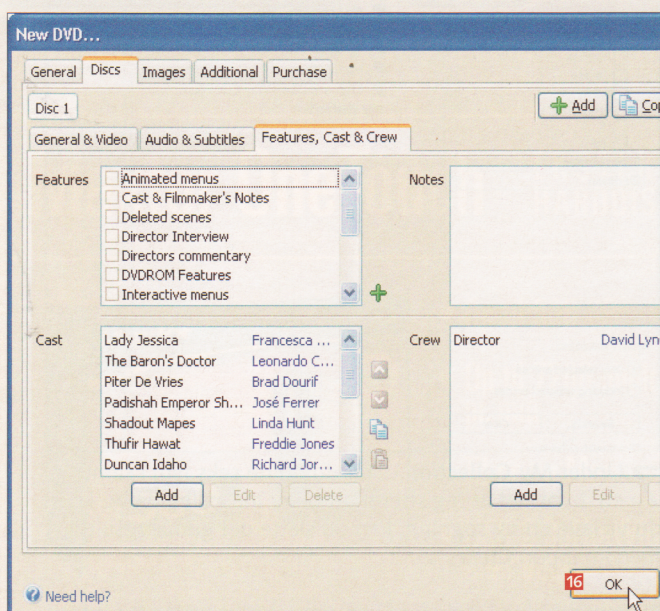 New DVD...
General Discs Images Additional Purchase
Disc 1
Add Cop
General & Video Audio & Subtitles Features, Cast & Crew
Features
Animated menus
Cast & Filmmaker's Notes
Deleted scenes
Director Interview
Directors commentary
DVDROM Features
Interactive menus
Notes
Cast
Lady Jessica Francesca ...
The Baron's Doctor Leonardo C...
Piter De Vries Brad Dourif
Padishah Emperor Sh... José Ferrer
Shadout Mapes Linda Hunt
Thufir Hawat Freddie Jones
Duncan Idaho Richard Jor...
Add Edit Delete
Crew
Director David Lyn
Add Edit
Need help?
16 OK